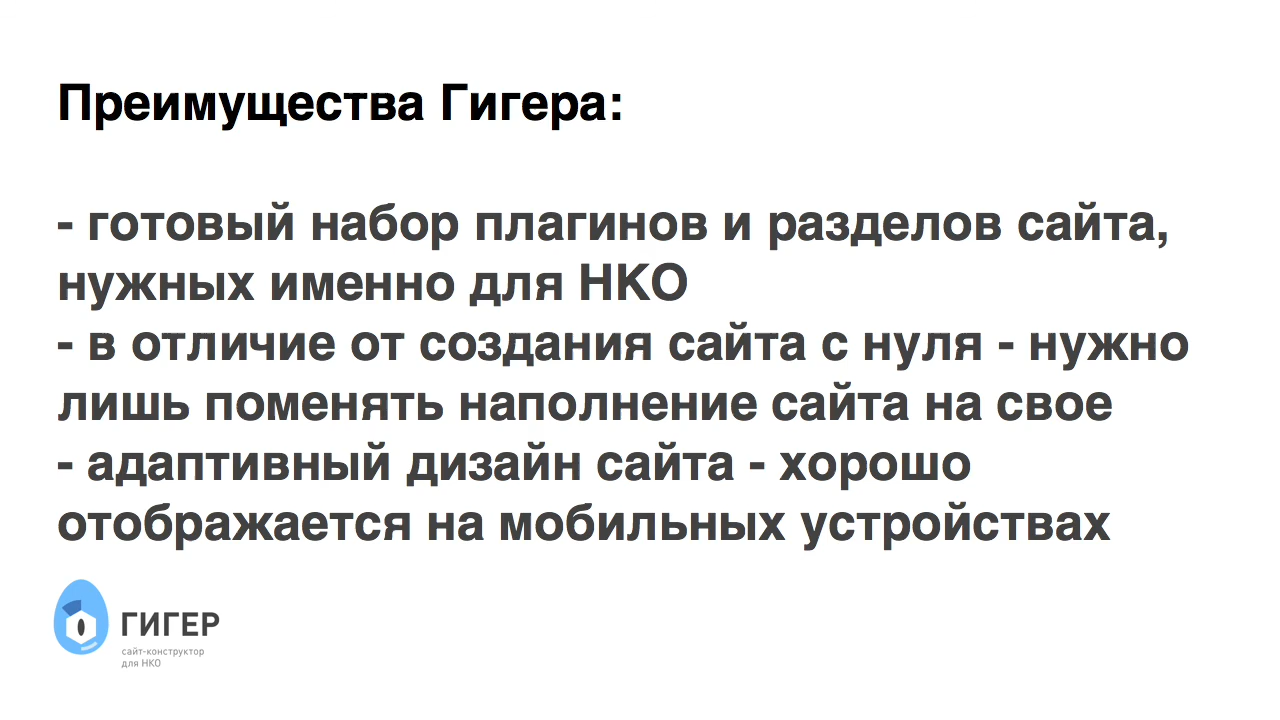 Преимущества Гигера:
- готовый набор плагинов и разделов сайта,
нужных именно для НКО
- в отличие от создания сайта с нуля - нужно
лишь поменять наполнение сайта на свое
- адаптивный дизайн сайта - хорошо
отображается на мобильных устройствах
ГИГЕР
сайт-конструктор
для НКО